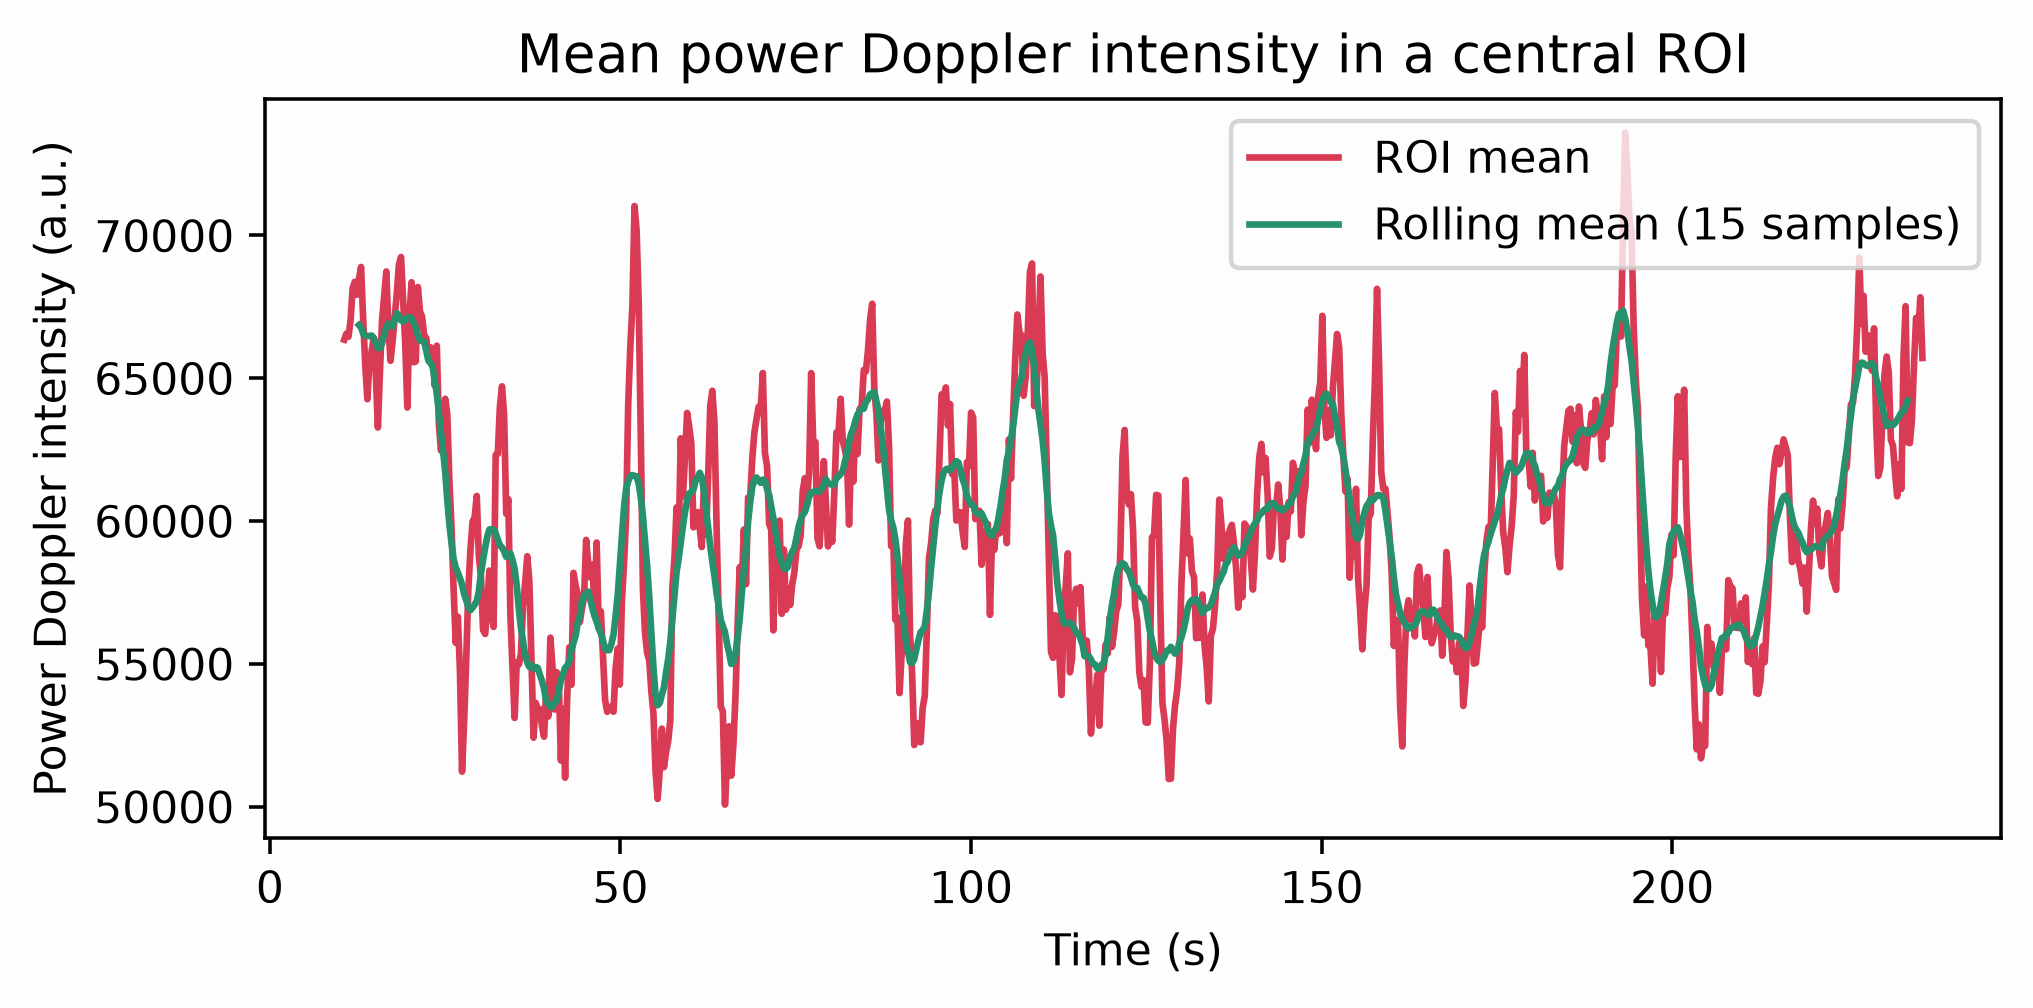 Mean power Doppler intensity in a central ROI
Power Doppler intensity (a.u.)
70000
65000
60000
55000
50000
ROI mean
Rolling mean (15 samples)
0 50 100 150 200
Time (s)